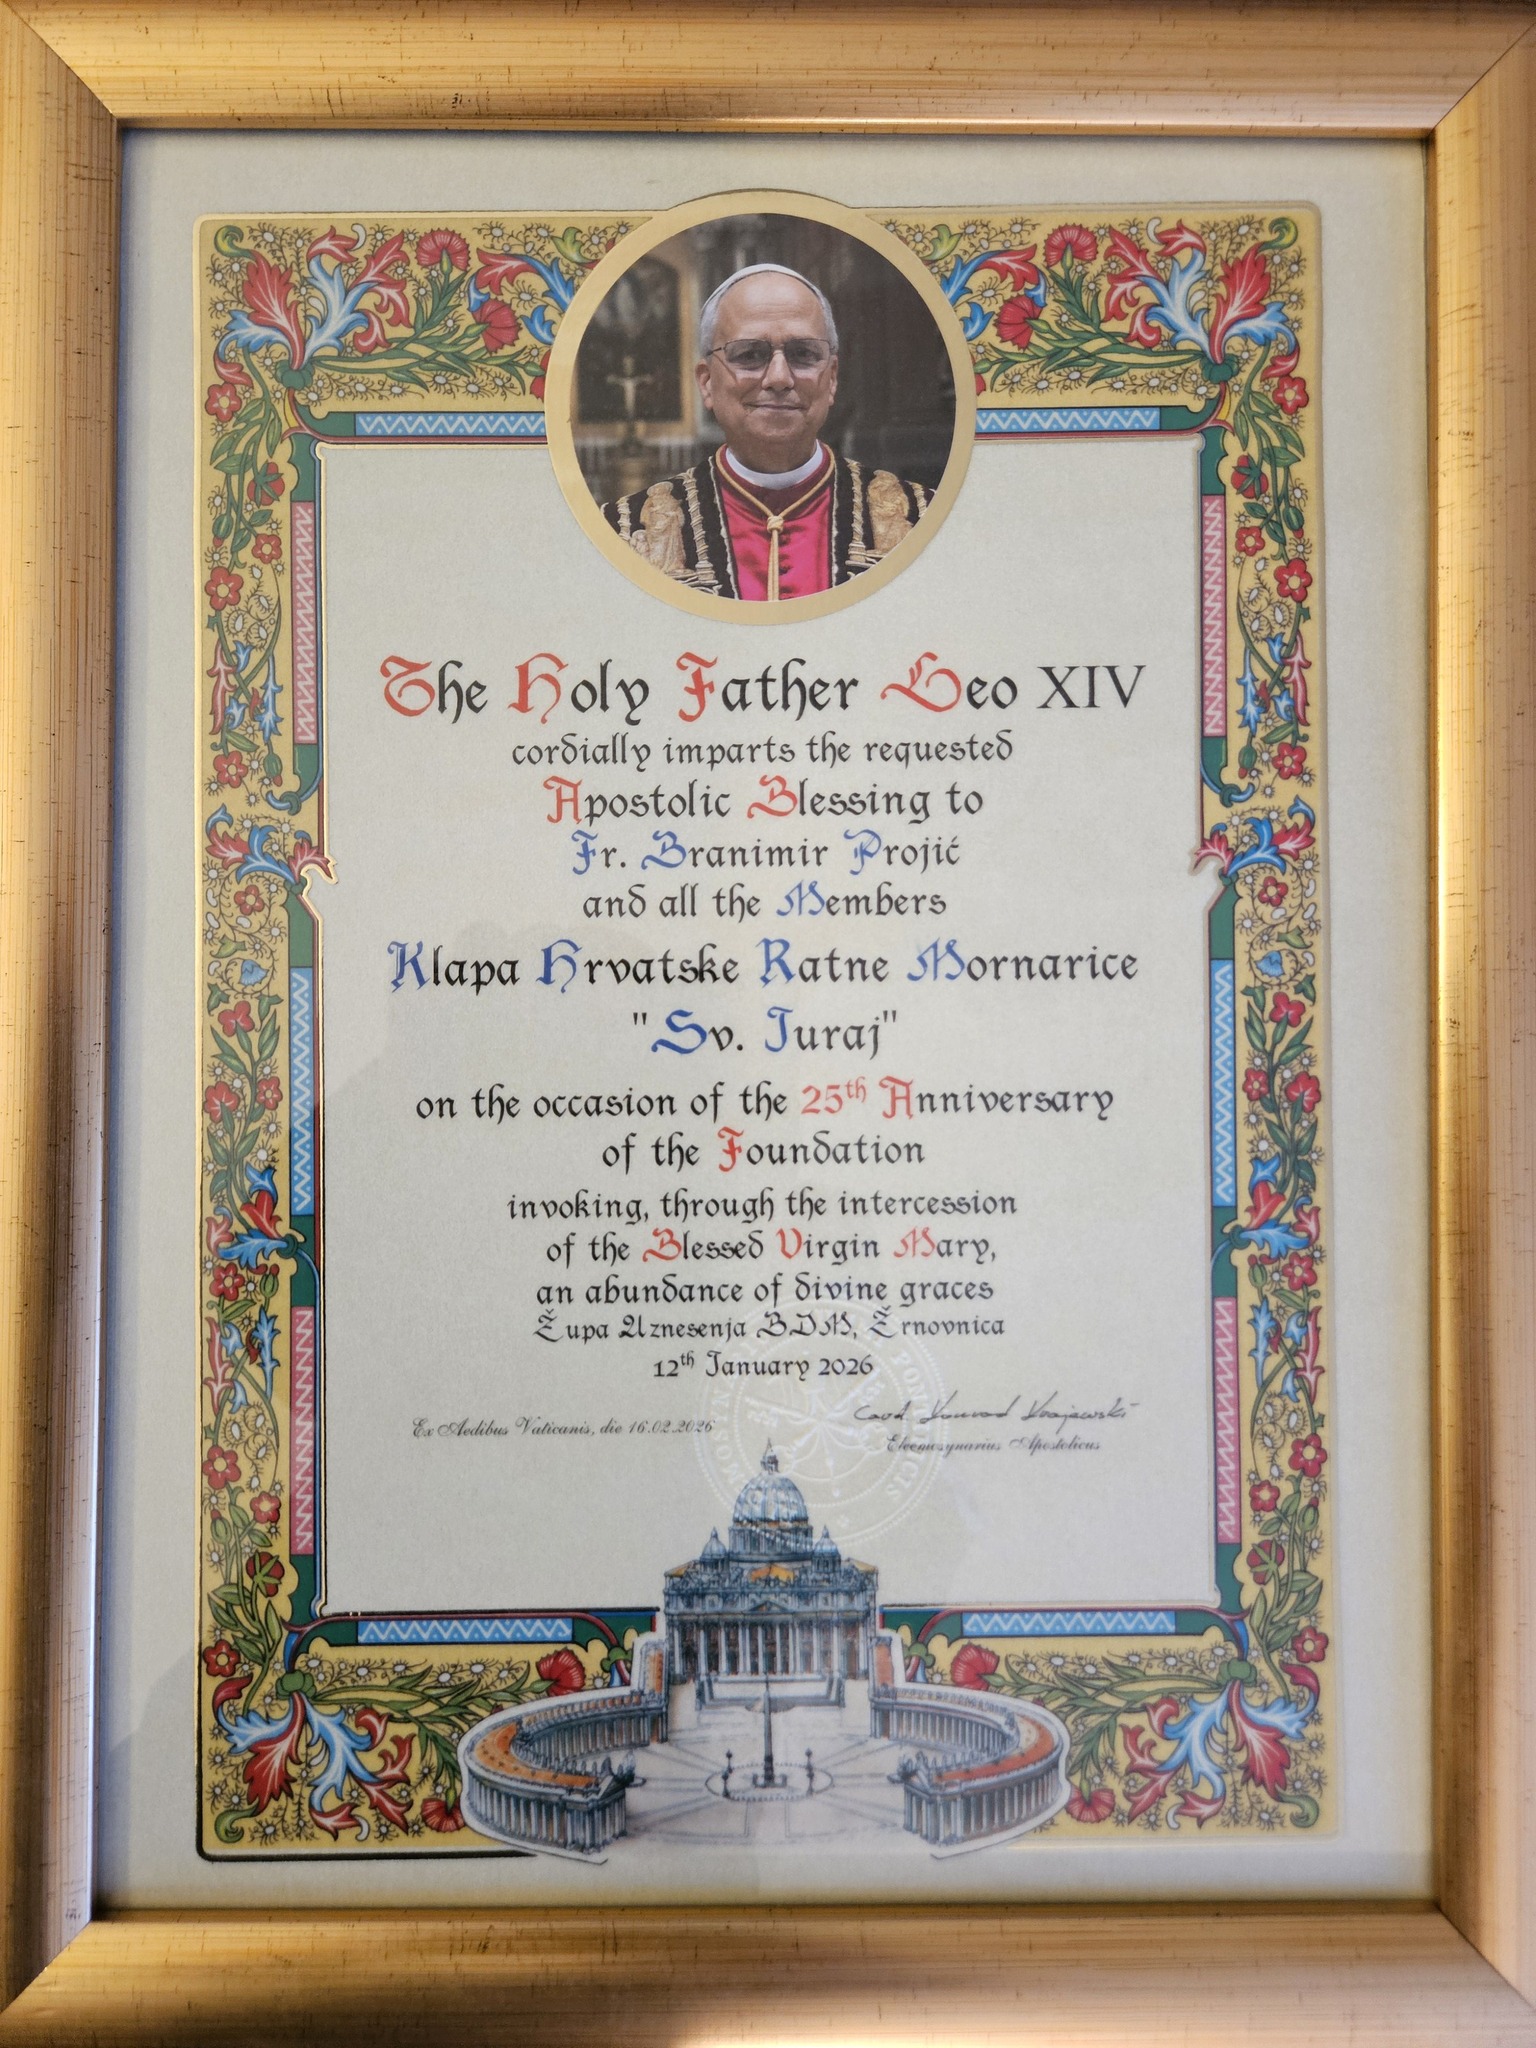 The Holy Father Leo XIV
cordially imparts the requested
Apostolic Blessing to
Fr. Branimir Projić
and all the Members
Klapa Hrvatske Ratne Mornarice
"Sv. Juraj"
on the occasion of the 25th Anniversary
of the Foundation
invoking, through the intercession
of the Blessed Virgin Mary,
an abundance of divine graces
Župa Uznesenja BDM, Žrnovnica
12th January 2026
Ex Aedibus Vaticanis, die 16.02.2026
Card. Konrad Krajewski
Eleemosynarius Apostolicus